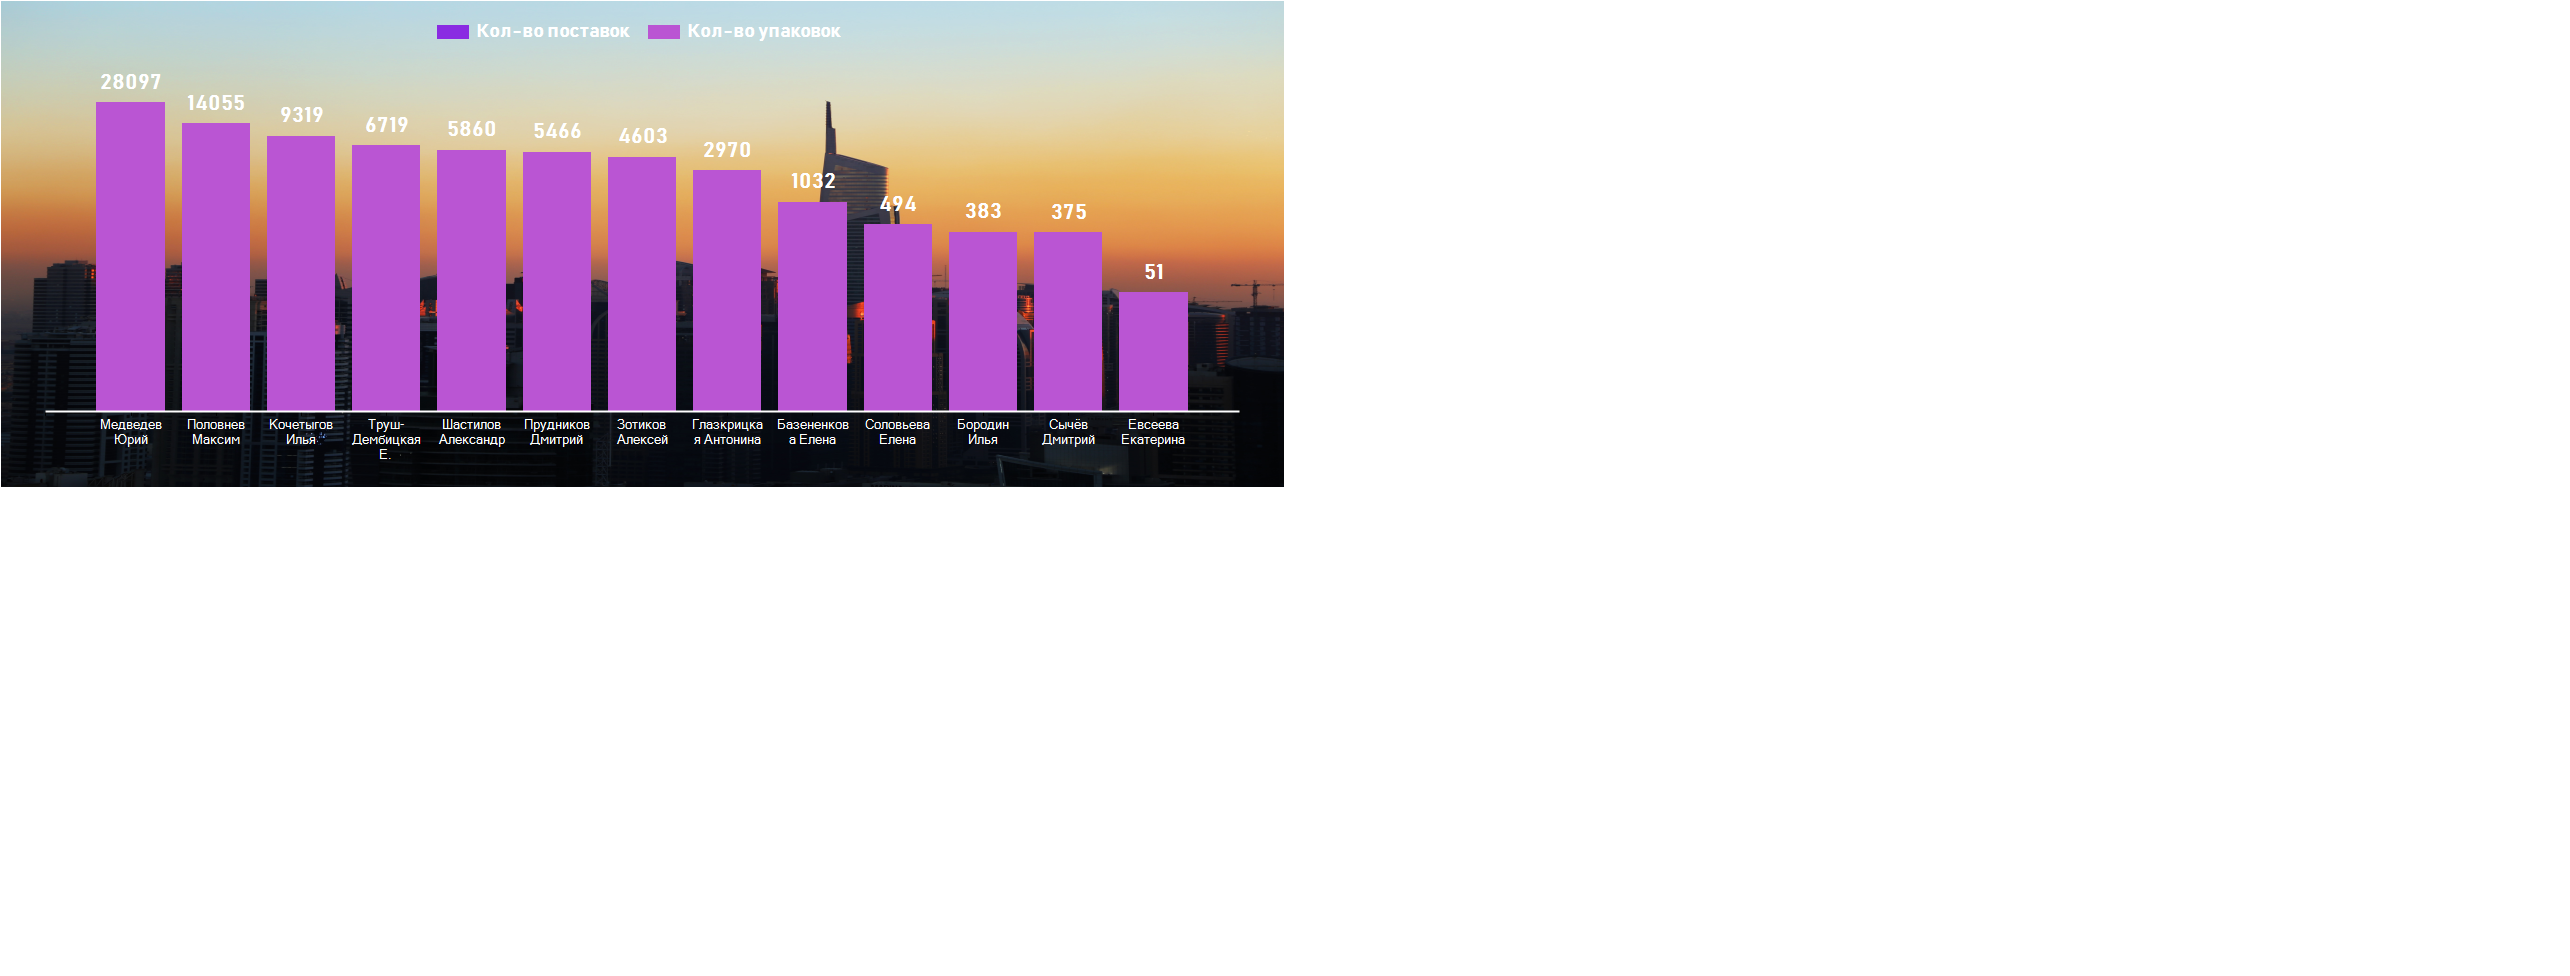 Кол-во поставок Кол-во упаковок
28097
14055
9319
6719
5860
5466
4603
2970
1032
494
383
375
51
Медведев
Юрий
Половнев
Максим
Кочетыгов
Илья
Труш-
Дембицкая
Е.
Шастилов
Александр
Прудников
Дмитрий
Зотиков
Алексей
Глазкрицка
я Антонина
Базененков
а Елена
Соловьева
Елена
Бородин
Илья
Сычёв
Дмитрий
Евсеева
Екатерина